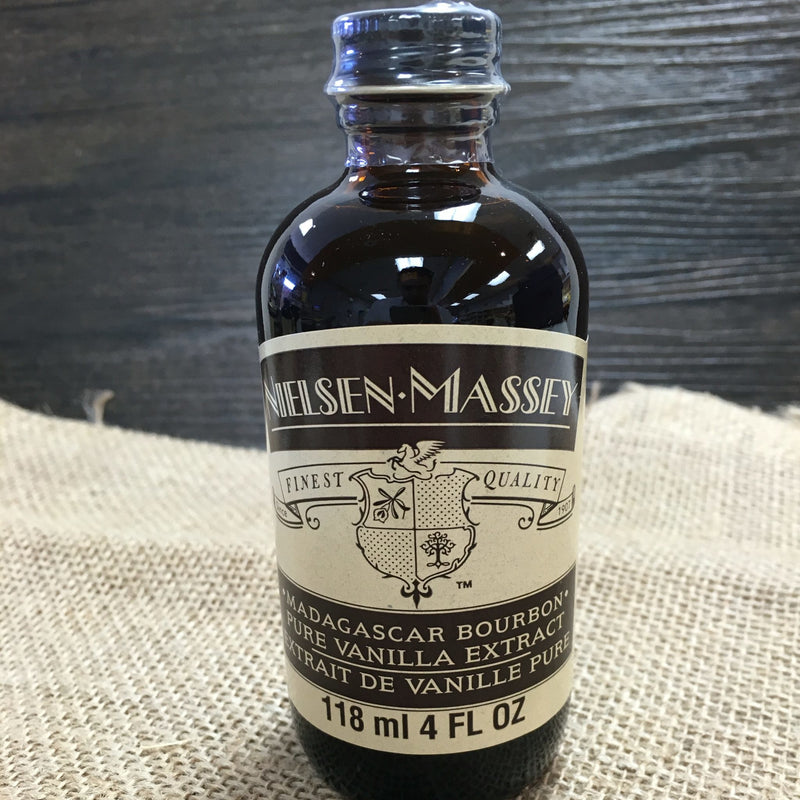 NIELSEN·MASSEY
FINEST QUALITY
1907
TM
•MADAGASCAR BOURBON•
PURE VANILLA EXTRACT
EXTRAIT DE VANILLE PURE
118 ml 4 FL OZ